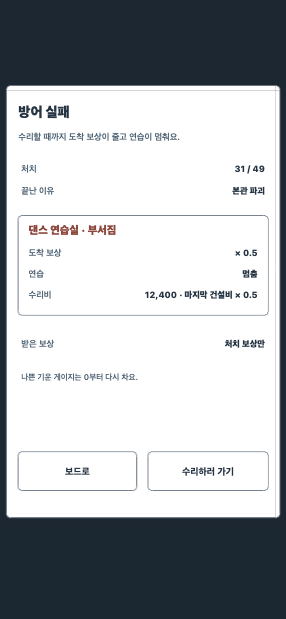 방어 실패
수리할 때까지 도착 보상이 줄고 연습이 멈춰요.
처치 31 / 49
끝난 이유 본관 파괴
댄스 연습실 · 부서짐
도착 보상 × 0.5
연습 멈춤
수리비 12,400 · 마지막 건설비 × 0.5
받은 보상 처치 보상만
나쁜 기운 게이지는 0부터 다시 차요.
보드로 수리하러 가기